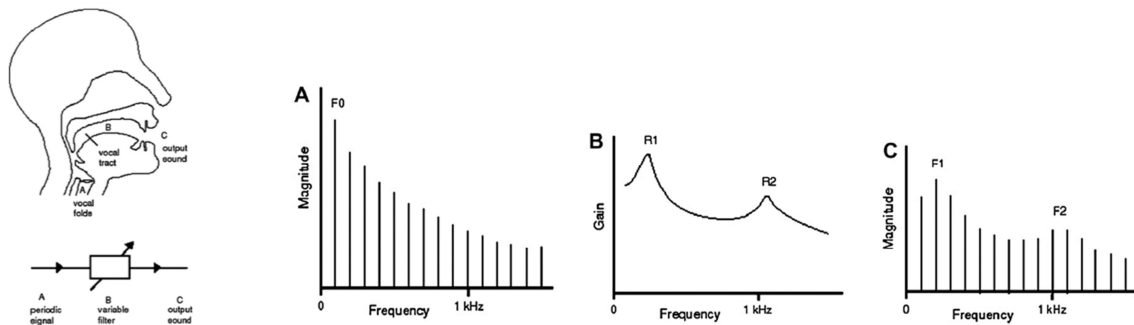 B
C
output
sound
vocal
tract
A
vocal
folds
A
periodic
signal
B
variable
filter
C
output
sound
A
F0
Magnitude
0
1 kHz
Frequency
B
R1
R2
Gain
0
1 kHz
Frequency
C
F1
F2
Magnitude
0
1 kHz
Frequency